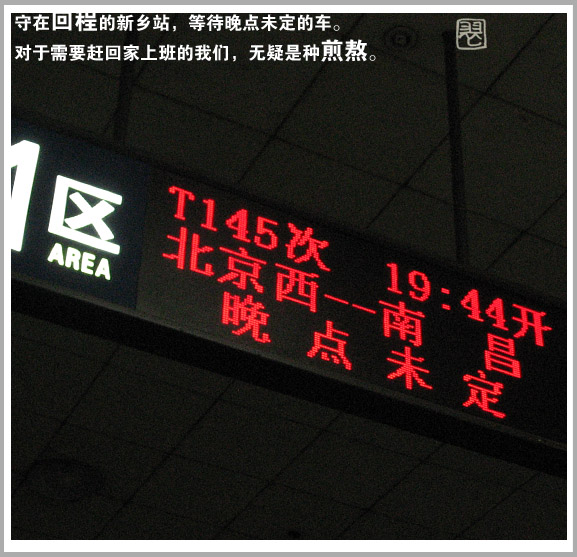 守在回程的新乡站，等待晚点未定的车。
对于需要赶回家上班的我们，无疑是种煎熬。
1区
AREA
T145次 19:44开
北京西--南 昌
晚 点 未 定